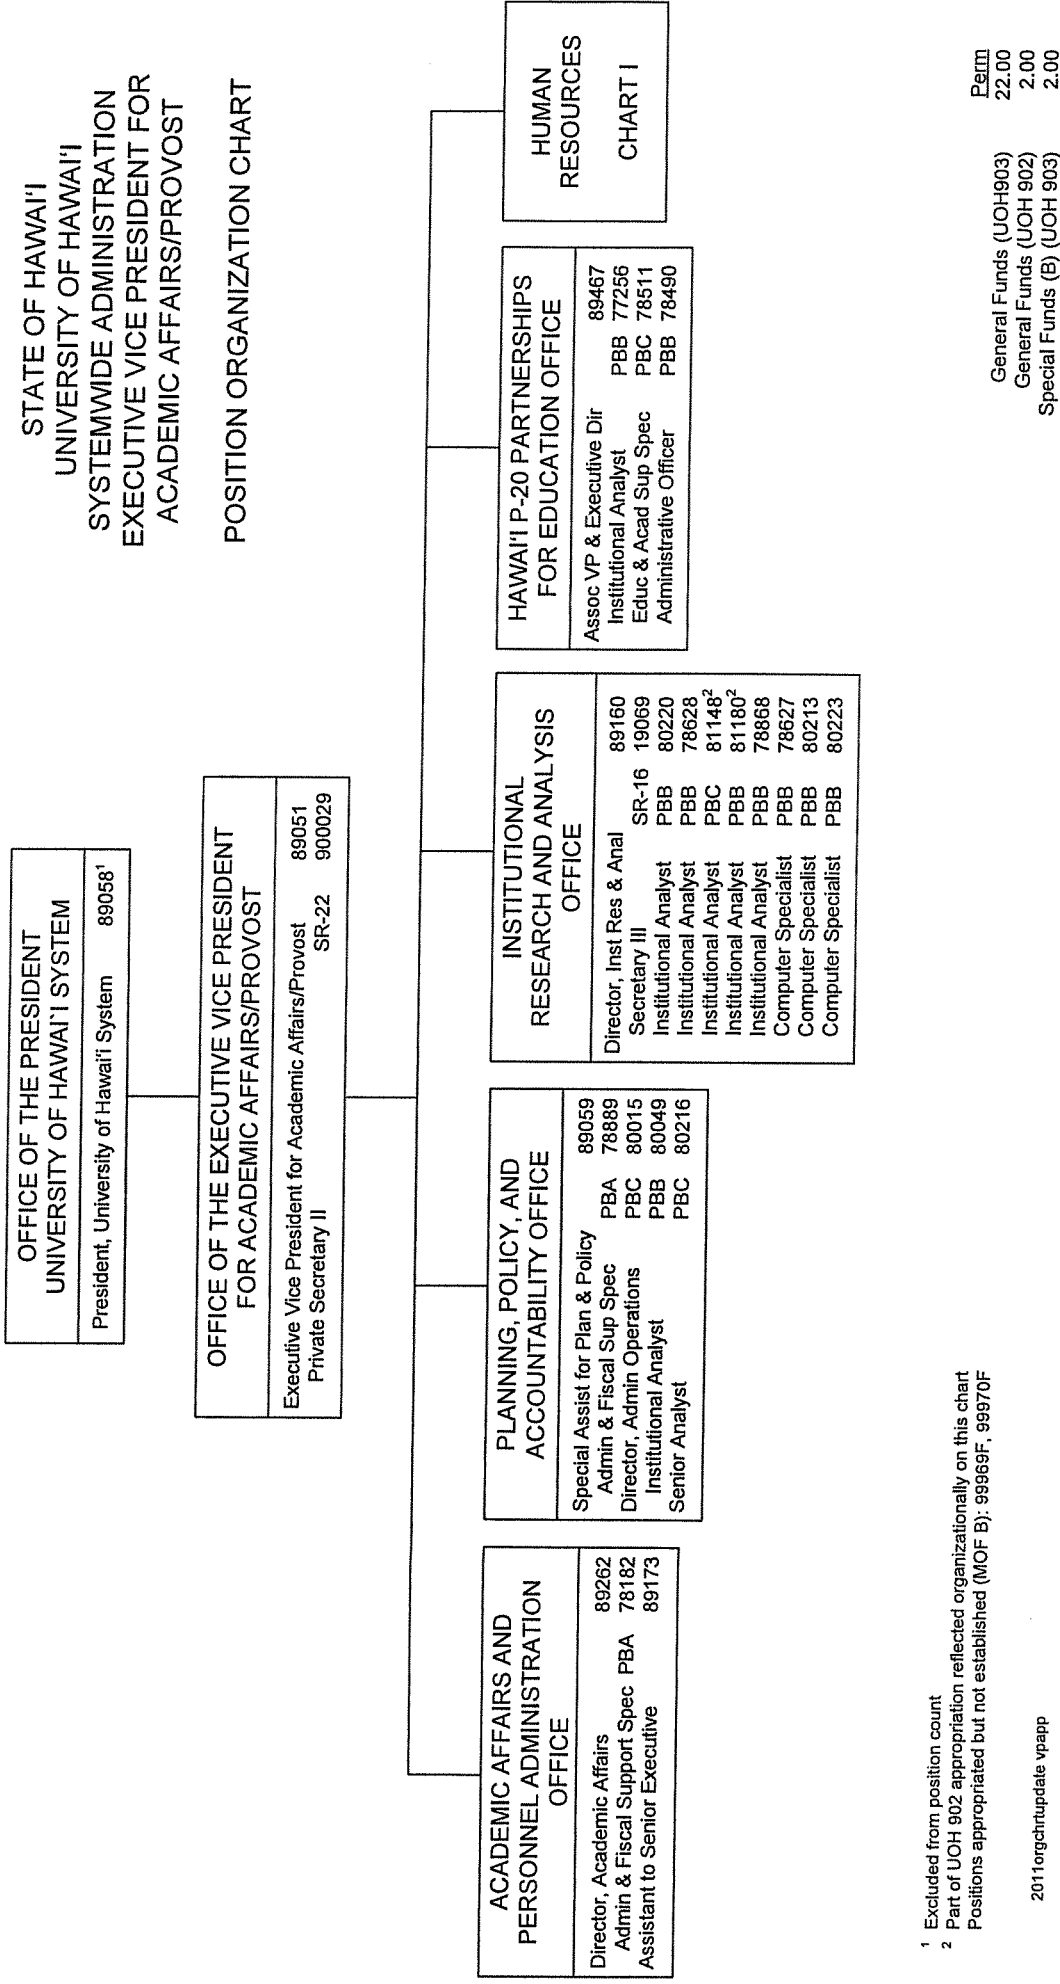 STATE OF HAWAI'I
UNIVERSITY OF HAWAI'I
SYSTEMWIDE ADMINISTRATION
EXECUTIVE VICE PRESIDENT FOR
ACADEMIC AFFAIRS/PROVOST
POSITION ORGANIZATION CHART
OFFICE OF THE PRESIDENT
UNIVERSITY OF HAWAI'I SYSTEM
President, University of Hawai'i System 89058¹
OFFICE OF THE EXECUTIVE VICE PRESIDENT
FOR ACADEMIC AFFAIRS/PROVOST
Executive Vice President for Academic Affairs/Provost 89051
Private Secretary II SR-22 900029
ACADEMIC AFFAIRS AND
PERSONNEL ADMINISTRATION
OFFICE
Director, Academic Affairs 89262
Admin & Fiscal Support Spec PBA 78182
Assistant to Senior Executive 89173
PLANNING, POLICY, AND
ACCOUNTABILITY OFFICE
Special Assist for Plan & Policy 89059
Admin & Fiscal Sup Spec PBA 78889
Director, Admin Operations PBC 80015
Institutional Analyst PBB 80049
Senior Analyst PBC 80216
INSTITUTIONAL
RESEARCH AND ANALYSIS
OFFICE
Director, Inst Res & Anal 89160
Secretary III SR-16 19069
Institutional Analyst PBB 80220
Institutional Analyst PBB 78628
Institutional Analyst PBC 81148²
Institutional Analyst PBB 81180²
Institutional Analyst PBB 78868
Computer Specialist PBC 78627
Computer Specialist PBB 80213
Computer Specialist PBB 80223
HAWAI'I P-20 PARTNERSHIPS
FOR EDUCATION OFFICE
Assoc VP & Executive Dir 89467
Institutional Analyst PBB 77256
Educ & Acad Sup Spec PBC 78511
Administrative Officer PBB 78490
HUMAN
RESOURCES
CHART I
¹ Excluded from position count
² Part of UOH 902 appropriation reflected organizationally on this chart
Positions appropriated but not established (MOF B): 99969F, 99970F
2011orgchrtupdate vpapp
Perm
General Funds (UOH903) 22.00
General Funds (UOH 902) 2.00
Special Funds (B) (UOH 903) 2.00